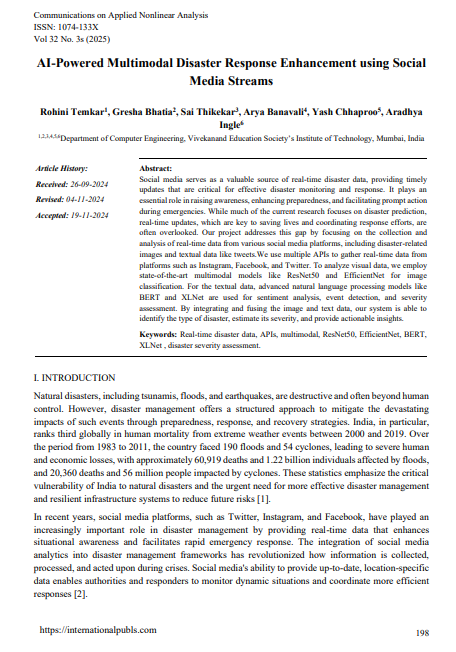 Communications on Applied Nonlinear Analysis
ISSN: 1074-133X
Vol 32 No. 3s (2025)
AI-Powered Multimodal Disaster Response Enhancement using Social
Media Streams
Rohini Temkar1, Gresha Bhatia2, Sai Thikekar3, Arya Banavali4, Yash Chhaproo5, Aradhya
Ingle6
1,2,3,4,5,6Department of Computer Engineering, Vivekanand Education Society's Institute of Technology, Mumbai, India
Article History:
Received: 26-09-2024
Revised: 04-11-2024
Accepted: 19-11-2024
Abstract:
Social media serves as a valuable source of real-time disaster data, providing timely
updates that are critical for effective disaster monitoring and response. It plays an
essential role in raising awareness, enhancing preparedness, and facilitating prompt action
during emergencies. While much of the current research focuses on disaster prediction,
real-time updates, which are key to saving lives and coordinating response efforts, are
often overlooked. Our project addresses this gap by focusing on the collection and
analysis of real-time data from various social media platforms, including disaster-related
images and textual data like tweets.We use multiple APIs to gather real-time data from
platforms such as Instagram, Facebook, and Twitter. To analyze visual data, we employ
state-of-the-art multimodal models like ResNet50 and EfficientNet for image
classification. For the textual data, advanced natural language processing models like
BERT and XLNet are used for sentiment analysis, event detection, and severity
assessment. By integrating and fusing the image and text data, our system is able to
identify the type of disaster, estimate its severity, and provide actionable insights.
Keywords: Real-time disaster data, APIs, multimodal, ResNet50, EfficientNet, BERT,
XLNet , disaster severity assessment.
I. INTRODUCTION
Natural disasters, including tsunamis, floods, and earthquakes, are destructive and often beyond human
control. However, disaster management offers a structured approach to mitigate the devastating
impacts of such events through preparedness, response, and recovery strategies. India, in particular,
ranks third globally in human mortality from extreme weather events between 2000 and 2019. Over
the period from 1983 to 2011, the country faced 190 floods and 54 cyclones, leading to severe human
and economic losses, with approximately 60,919 deaths and 1.22 billion individuals affected by floods,
and 20,360 deaths and 56 million people impacted by cyclones. These statistics emphasize the critical
vulnerability of India to natural disasters and the urgent need for more effective disaster management
and resilient infrastructure systems to reduce future risks [1].
In recent years, social media platforms, such as Twitter, Instagram, and Facebook, have played an
increasingly important role in disaster management by providing real-time data that enhances
situational awareness and facilitates rapid emergency response. The integration of social media
analytics into disaster management frameworks has revolutionized how information is collected,
processed, and acted upon during crises. Social media's ability to provide up-to-date, location-specific
data enables authorities and responders to monitor dynamic situations and coordinate more efficient
responses [2].
https://internationalpubls.com
198